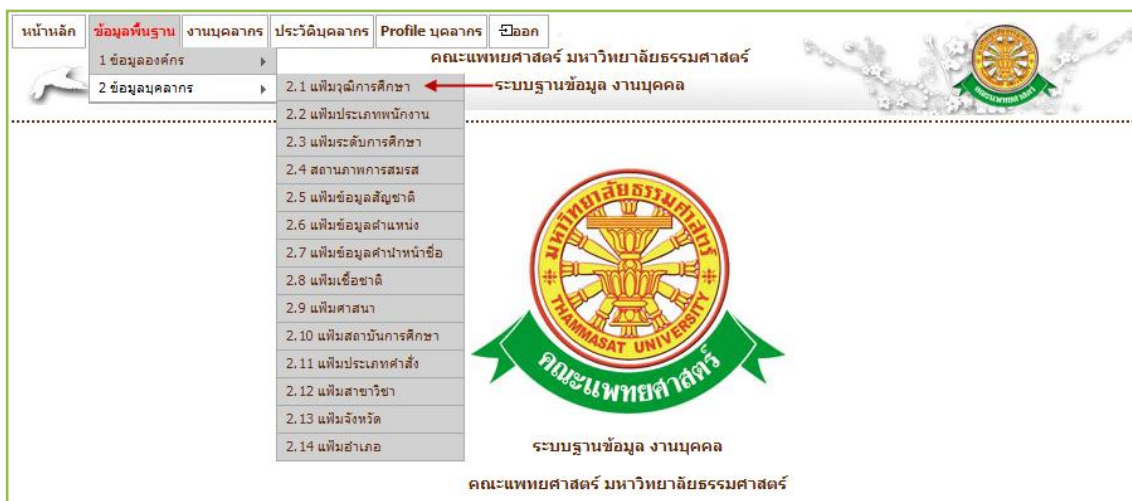 หน้าหลัก ข้อมูลพื้นฐาน งานบุคลากร ประวัติบุคลากร Profile บุคลากร ออก
1 ข้อมูลองค์กร
2 ข้อมูลบุคลากร
คณะแพทยศาสตร์ มหาวิทยาลัยธรรมศาสตร์
ระบบฐานข้อมูล งานบุคคล
2.1 แฟ้มวุฒิการศึกษา
2.2 แฟ้มประเภทพนักงาน
2.3 แฟ้มระดับการศึกษา
2.4 สถานภาพการสมรส
2.5 แฟ้มข้อมูลสัญชาติ
2.6 แฟ้มข้อมูลตำแหน่ง
2.7 แฟ้มข้อมูลคำนำหน้าชื่อ
2.8 แฟ้มเชื้อชาติ
2.9 แฟ้มศาสนา
2.10 แฟ้มสถาบันการศึกษา
2.11 แฟ้มประเภทคำสั่ง
2.12 แฟ้มสาขาวิชา
2.13 แฟ้มจังหวัด
2.14 แฟ้มอำเภอ
มหาวิทยาลัยธรรมศาสตร์
THAMMASAT UNIVERSITY
คณะแพทยศาสตร์
ระบบฐานข้อมูล งานบุคคล
คณะแพทยศาสตร์ มหาวิทยาลัยธรรมศาสตร์